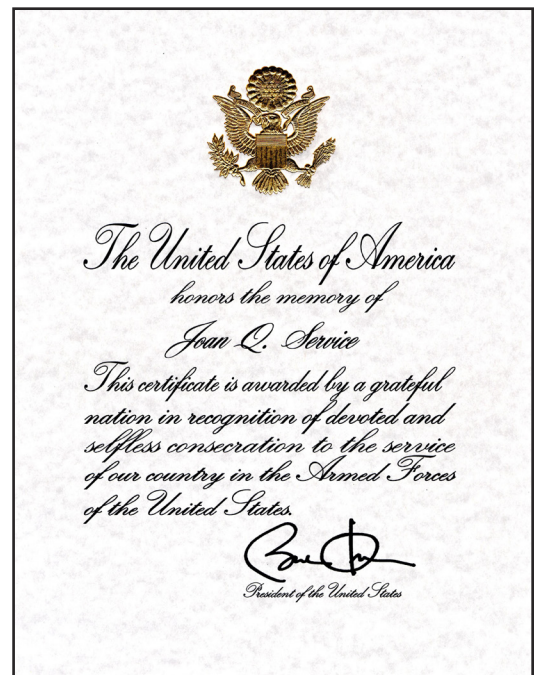 The United States of America
honors the memory of
Joan Q. Service
This certificate is awarded by a grateful
nation in recognition of devoted and
selfless consecration to the service
of our country in the Armed Forces
of the United States.
President of the United States